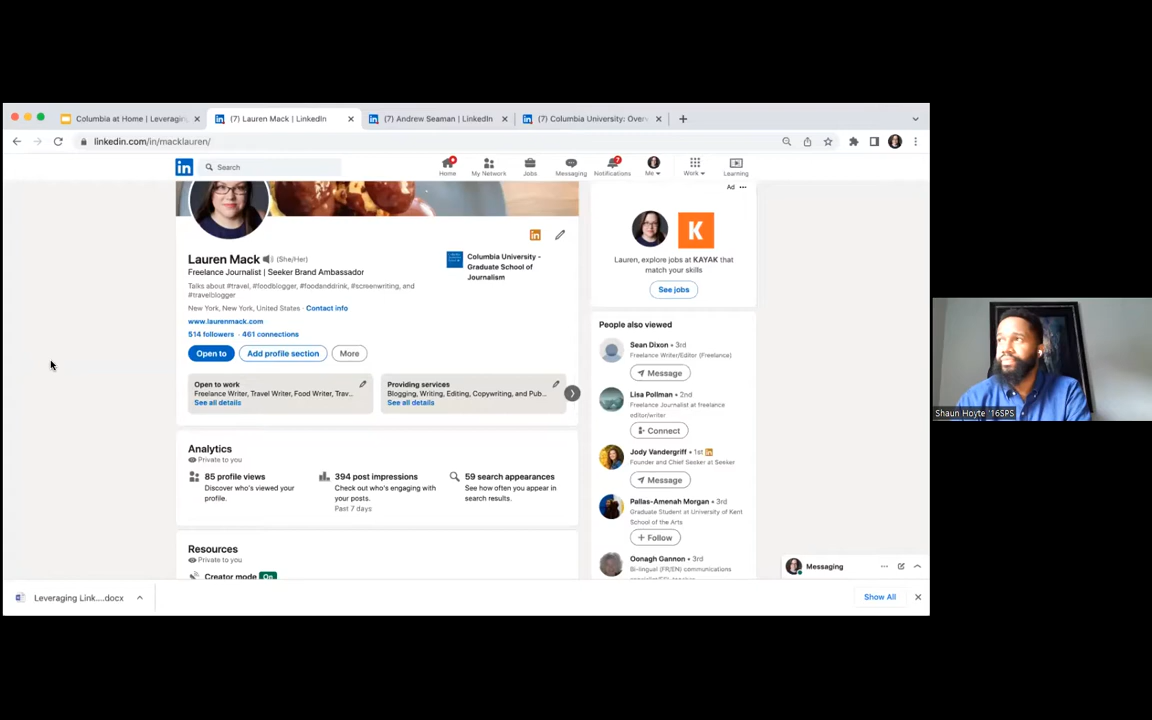 Columbia at Home | Leveragin
(7) Lauren Mack | LinkedIn
(7) Andrew Seaman | LinkedIn
(7) Columbia University: Overv
linkedin.com/in/macklauren/
in
Search
Home
My Network
Jobs
Messaging
Notifications
Me
Work
Learning
Ad
Lauren Mack
(She/Her)
Freelance Journalist | Seeker Brand Ambassador
Talks about #travel, #foodblogger, #foodanddrink, #screenwriting, and
#travelblogger
New York, New York, United States · Contact info
www.laurenmack.com
514 followers · 461 connections
Open to
Add profile section
More
Columbia University -
Graduate School of
Journalism
Open to work
Freelance Writer, Travel Writer, Food Writer, Trav...
See all details
Providing services
Blogging, Writing, Editing, Copywriting, and Pub...
See all details
Analytics
Private to you
85 profile views
Discover who's viewed your
profile.
394 post impressions
Check out who's engaging with
your posts.
Past 7 days
59 search appearances
See how often you appear in
search results.
Resources
Private to you
Creator mode On
K
Lauren, explore jobs at KAYAK that
match your skills
See jobs
People also viewed
Sean Dixon • 3rd
Freelance Writer/Editor (Freelance)
Message
Lisa Pollman • 2nd
Freelance Journalist at freelance
editor/writer
Connect
Jody Vandergriff • 1st
Founder and Chief Seeker at Seeker
Message
Pallas-Amenah Morgan • 3rd
Graduate Student at University of Kent
School of the Arts
+ Follow
Oonagh Gannon • 3rd
Bi-lingual (FR/EN) communications
Messaging
Leveraging Link....docx
Show All
Shaun Hoyte '16SPS